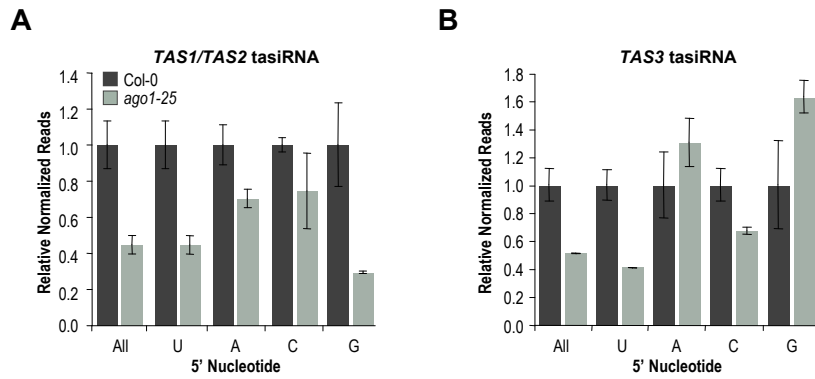 A
TAS1/TAS2 tasiRNA
Col-0
ago1-25
Relative Normalized Reads
1.4
1.2
1.0
0.8
0.6
0.4
0.2
0.0
All U A C G
5' Nucleotide
B
TAS3 tasiRNA
Relative Normalized Reads
1.8
1.6
1.4
1.2
1.0
0.8
0.6
0.4
0.2
0.0
All U A C G
5' Nucleotide